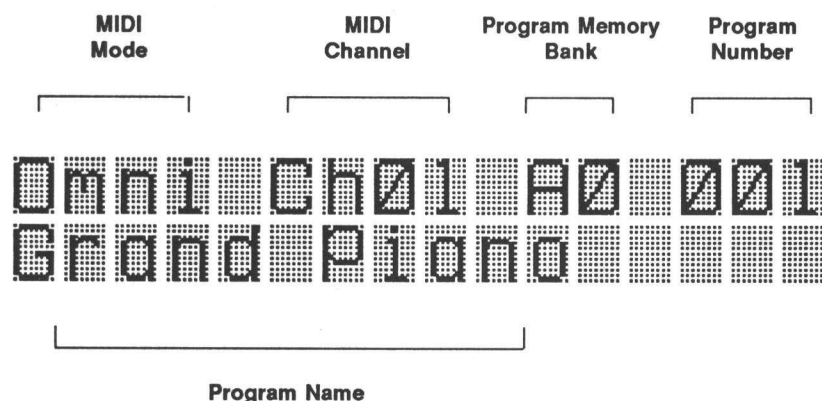 MIDI Mode MIDI Channel Program Memory Bank Program Number
Omni Ch01 A0 001
Grand Piano
Program Name